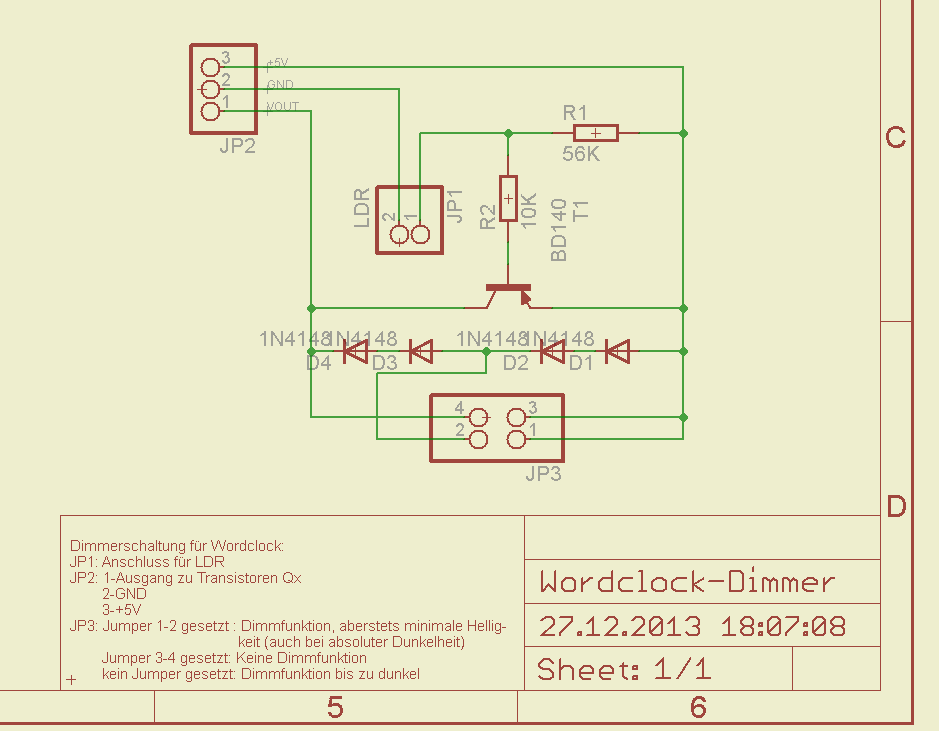 3 +5V
2 GND
1 VOUT
JP2
R1
56K
C
LDR
2
1
JP1
R2
10K
BD140
T1
1N4148 1N4148 1N4148 1N4148
D4 D3 D2 D1
4 3
2 1
JP3
D
Dimmerschaltung für Wordclock:
JP1: Anschluss für LDR
JP2: 1-Ausgang zu Transistoren Qx
2-GND
3-+5V
JP3: Jumper 1-2 gesetzt : Dimmfunktion, aberstets minimale Hellig-
keit (auch bei absoluter Dunkelheit)
Jumper 3-4 gesetzt: Keine Dimmfunktion
kein Jumper gesetzt: Dimmfunktion bis zu dunkel
Wordclock-Dimmer
27.12.2013 18:07:08
Sheet: 1/1
5 6